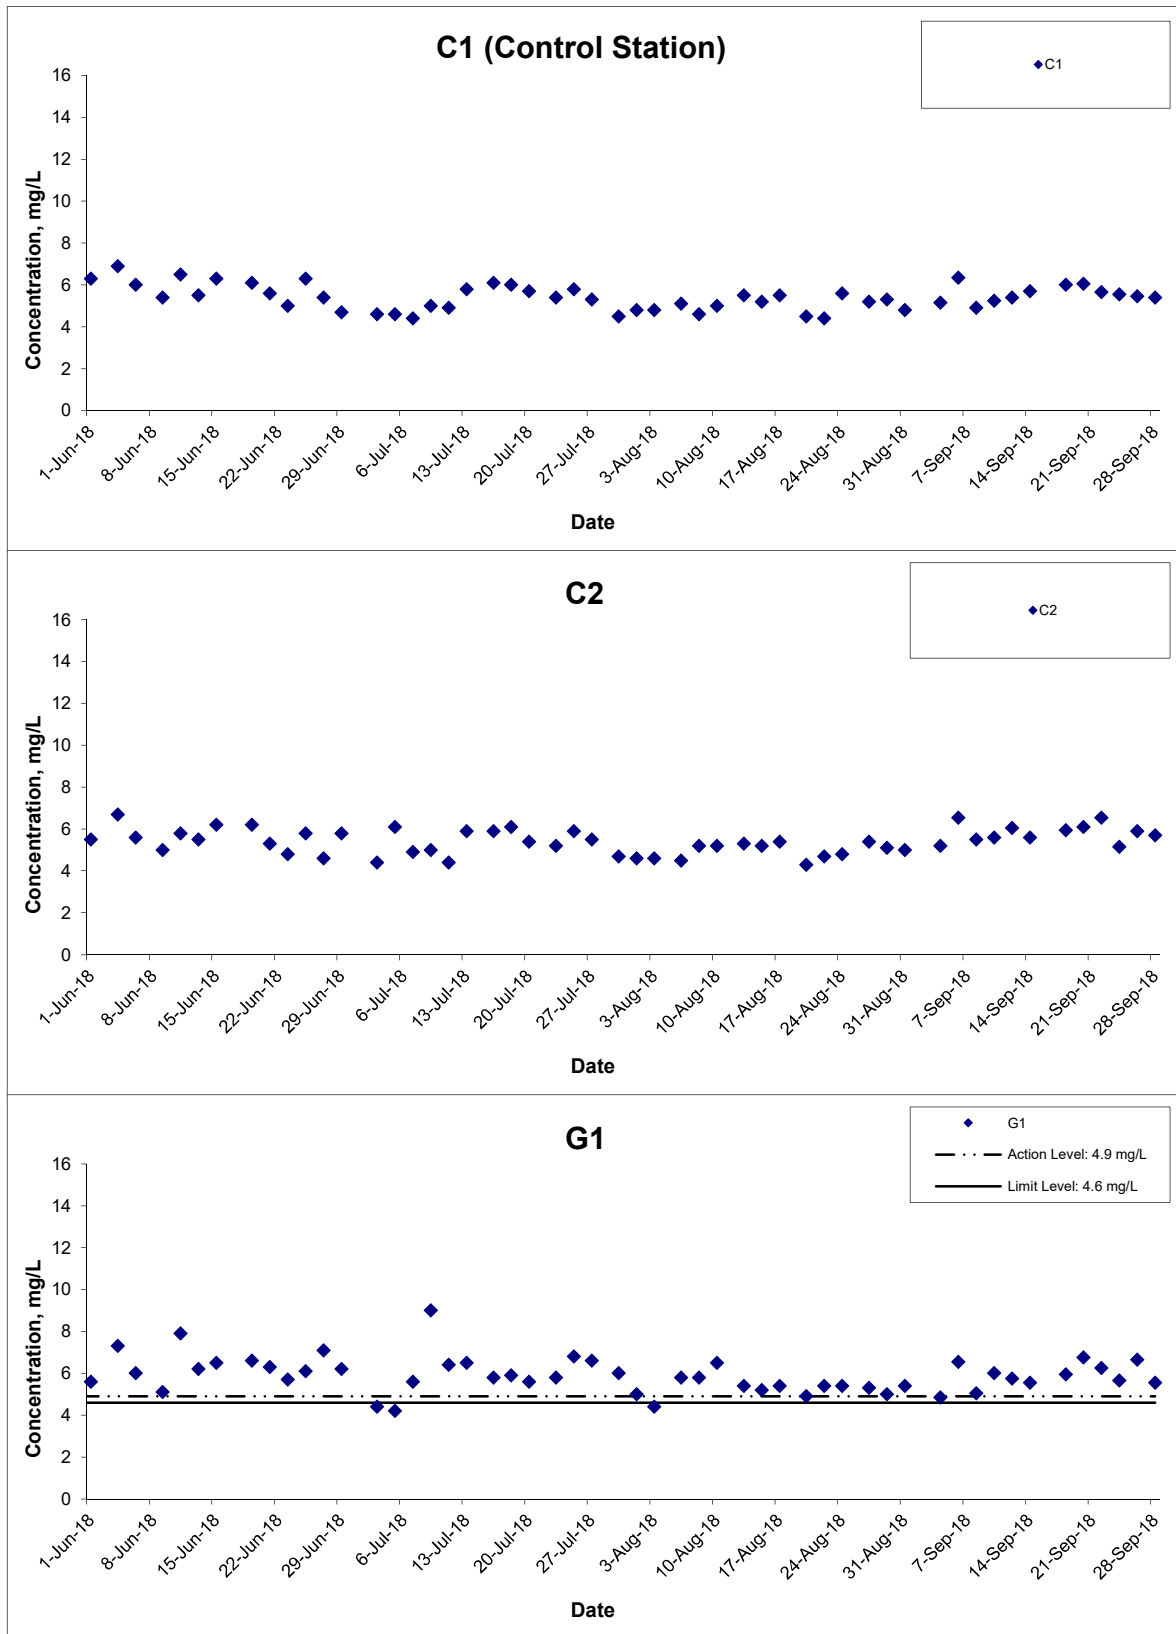 C1 (Control Station)
C1
16
14
12
10
8
6
4
2
0
Concentration, mg/L
1-Jun-18
8-Jun-18
15-Jun-18
22-Jun-18
29-Jun-18
6-Jul-18
13-Jul-18
20-Jul-18
27-Jul-18
3-Aug-18
10-Aug-18
17-Aug-18
24-Aug-18
31-Aug-18
7-Sep-18
14-Sep-18
21-Sep-18
28-Sep-18
Date
C2
C2
16
14
12
10
8
6
4
2
0
Concentration, mg/L
1-Jun-18
8-Jun-18
15-Jun-18
22-Jun-18
29-Jun-18
6-Jul-18
13-Jul-18
20-Jul-18
27-Jul-18
3-Aug-18
10-Aug-18
17-Aug-18
24-Aug-18
31-Aug-18
7-Sep-18
14-Sep-18
21-Sep-18
28-Sep-18
Date
G1
G1
Action Level: 4.9 mg/L
Limit Level: 4.6 mg/L
16
14
12
10
8
6
4
2
0
Concentration, mg/L
1-Jun-18
8-Jun-18
15-Jun-18
22-Jun-18
29-Jun-18
6-Jul-18
13-Jul-18
20-Jul-18
27-Jul-18
3-Aug-18
10-Aug-18
17-Aug-18
24-Aug-18
31-Aug-18
7-Sep-18
14-Sep-18
21-Sep-18
28-Sep-18
Date